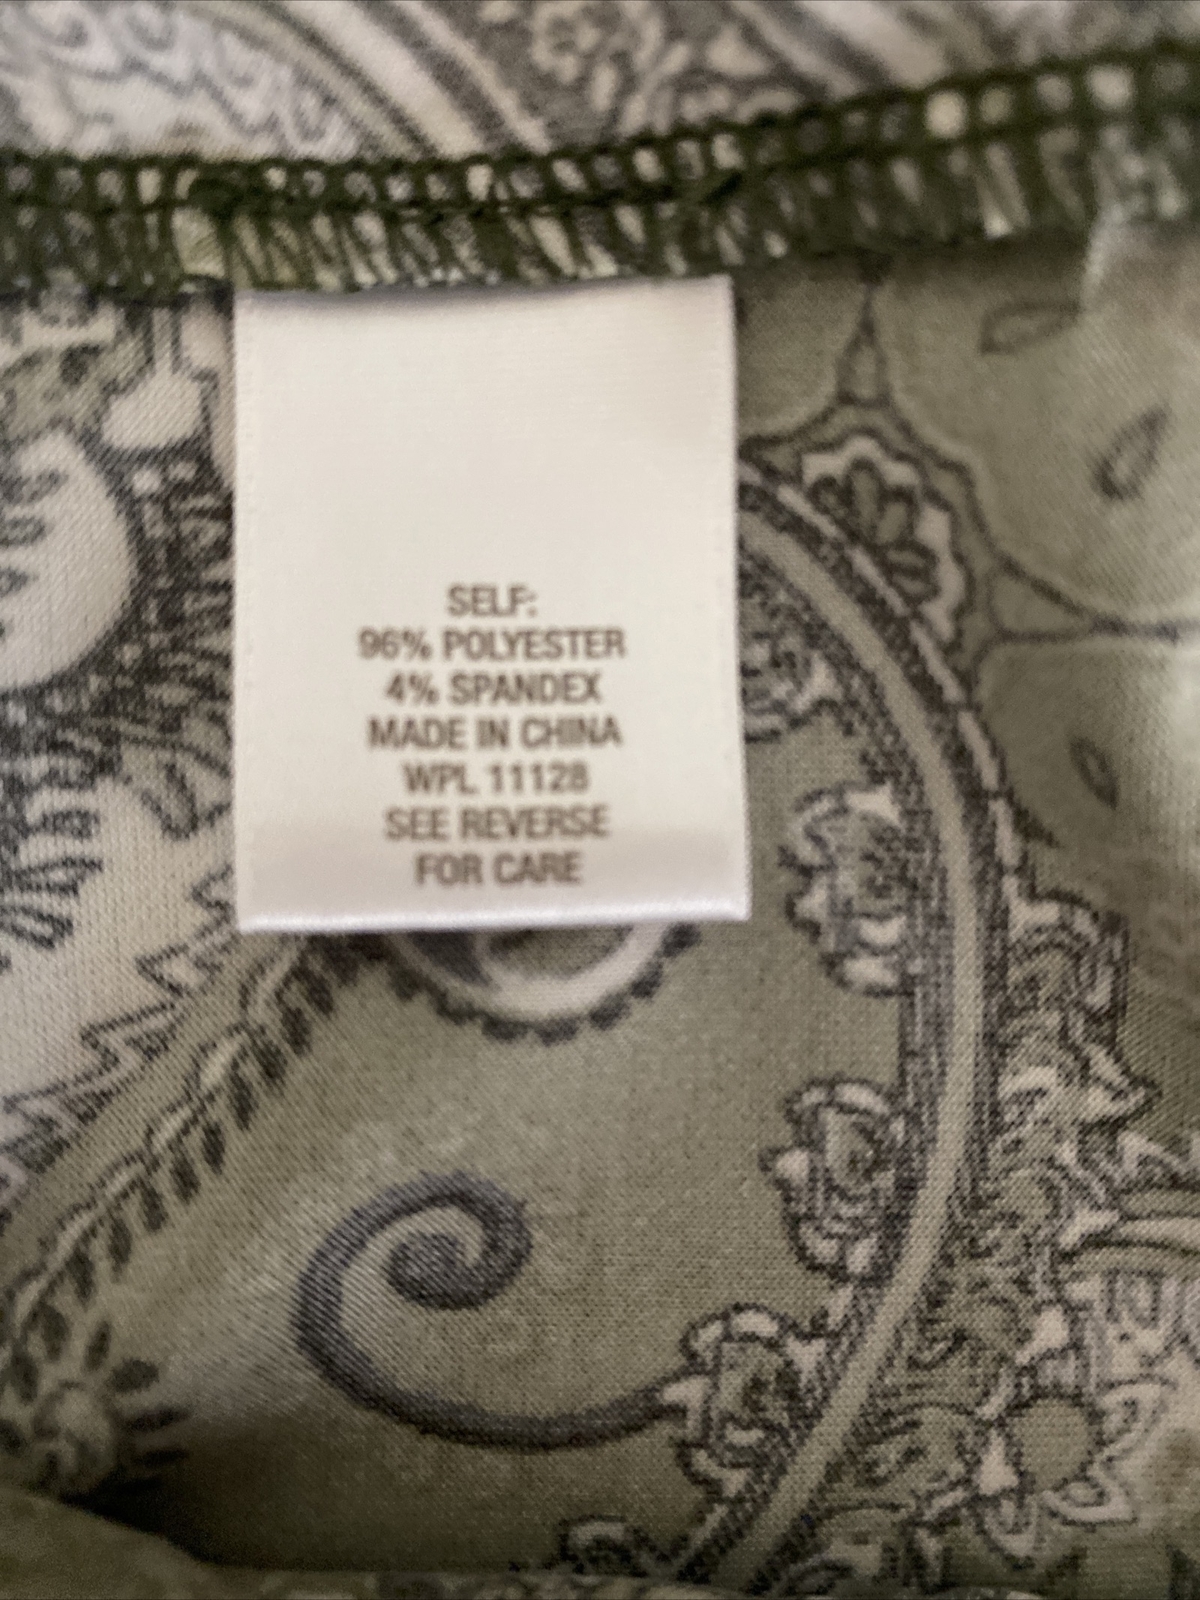 SELF:
96% POLYESTER
4% SPANDEX
MADE IN CHINA
WPL 11128
SEE REVERSE
FOR CARE